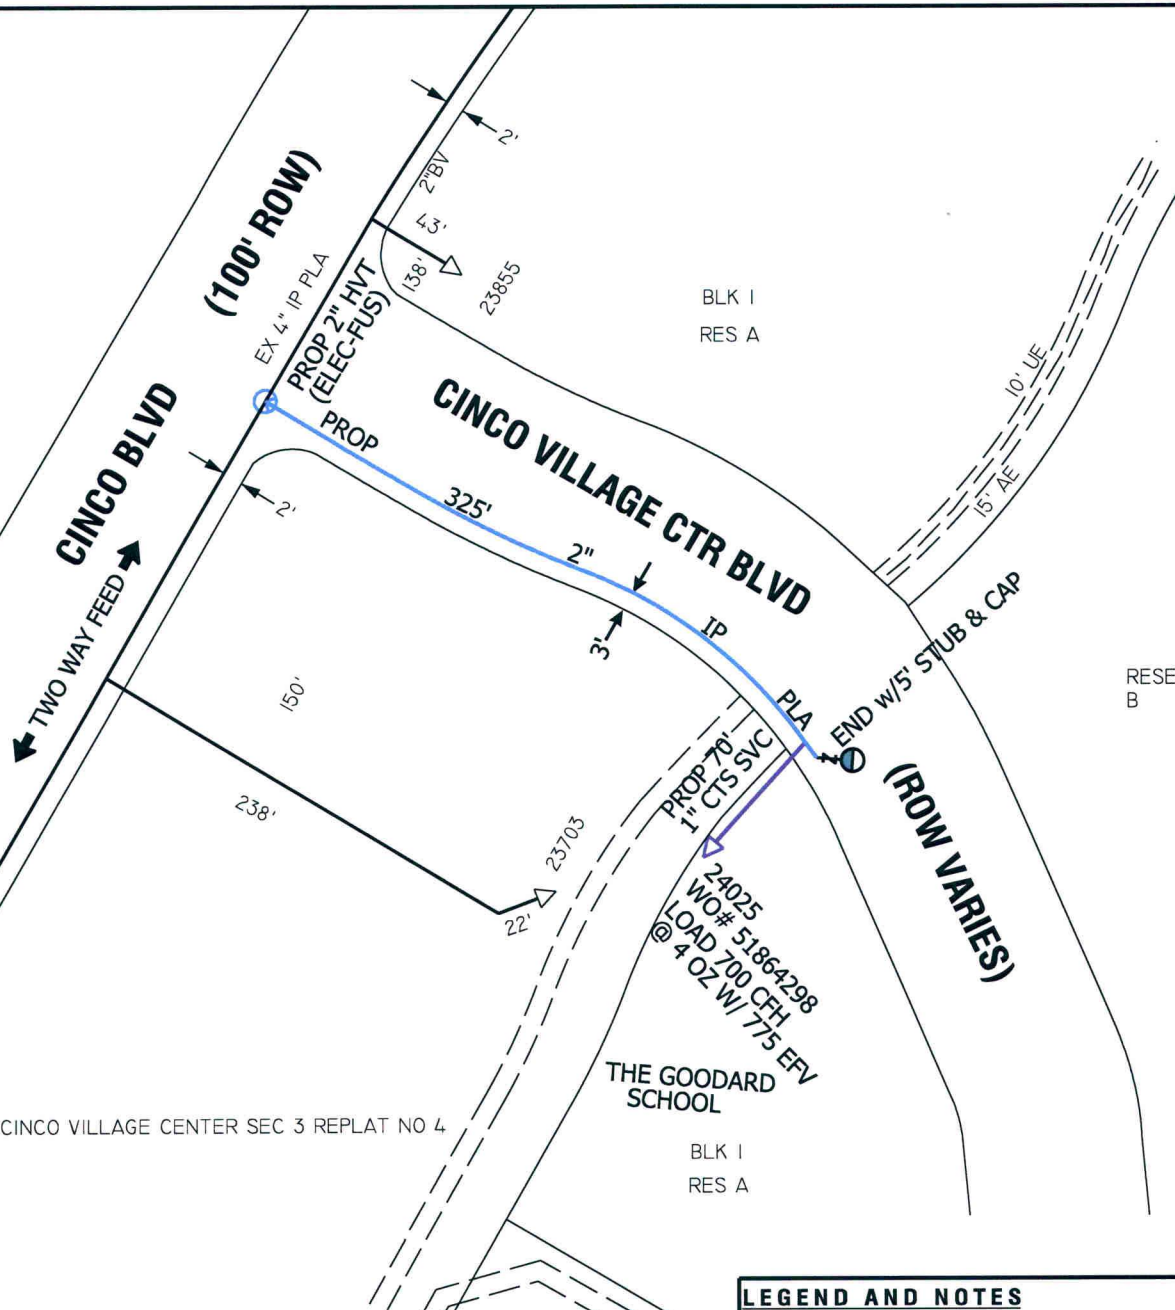 2'
2"BV
43'
138'
23855
(100' ROW)
EX 4" IP PLA
PROP 2" HVT
(ELEC-FUS)
BLK 1
RES A
10' UE
15' AE
CINCO BLVD
PROP
325'
2"
IP
PLA
CINCO VILLAGE CTR BLVD
2'
3'
TWO WAY FEED
END w/5' STUB & CAP
RESE
B
150'
238'
22'
23703
PROP 70'
1" CTS SVC
(ROW VARIES)
24025
WO# 51864298
LOAD 700 CFH
@ 4 OZ W/ 775 EFV
THE GOODARD
SCHOOL
CINCO VILLAGE CENTER SEC 3 REPLAT NO 4
BLK 1
RES A
LEGEND AND NOTES